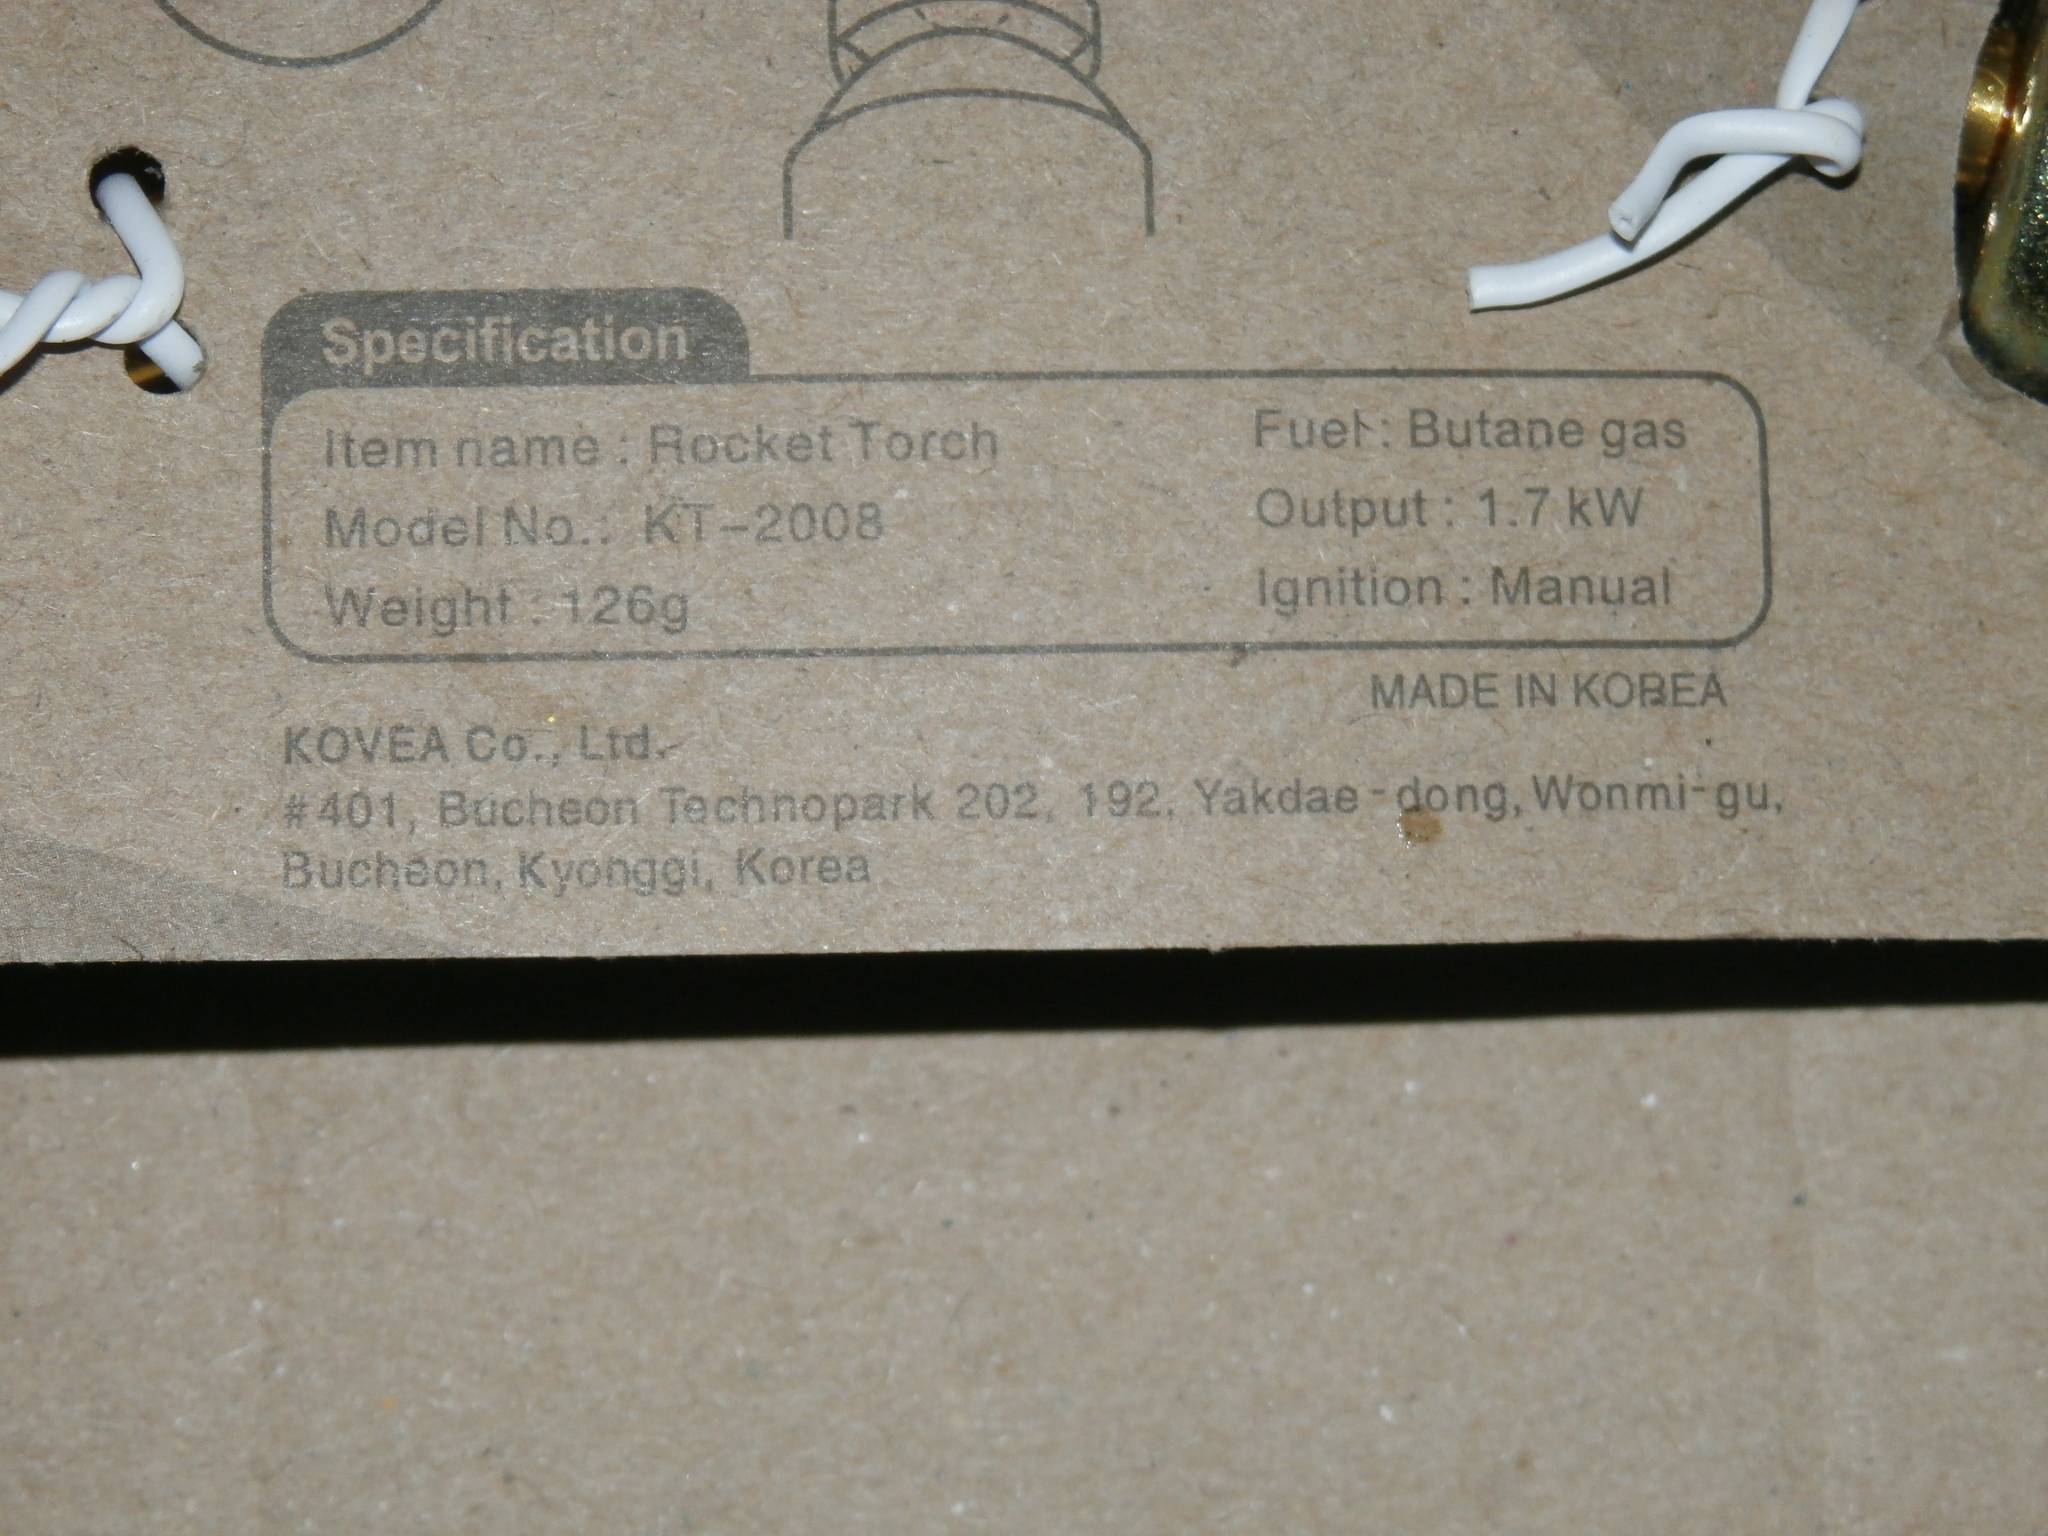 Specification
Item name : Rocket Torch
Model No.: KT-2008
Weight : 126g
Fuel : Butane gas
Output : 1.7 kW
Ignition : Manual
MADE IN KOREA
KOVEA Co., Ltd.
#401, Bucheon Technopark 202, 192, Yakdae-dong, Wonmi-gu,
Bucheon, Kyonggi, Korea